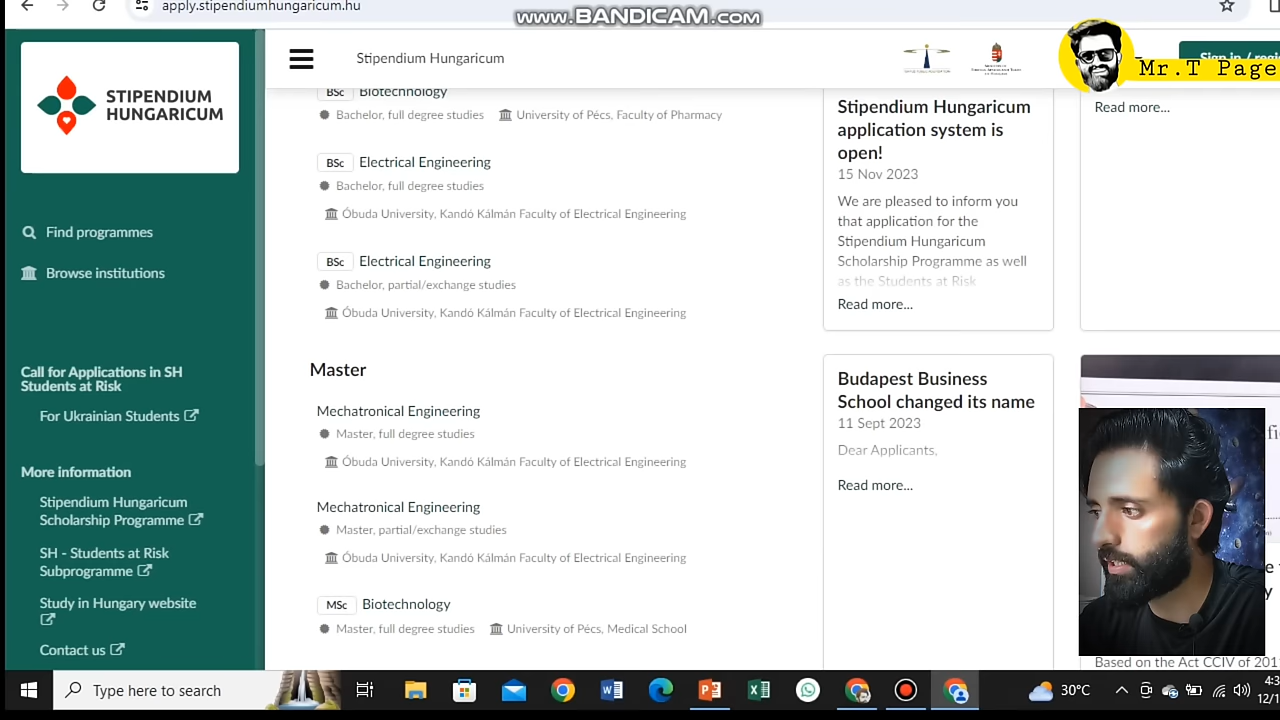 apply.stipendiumhungaricum.hu
www.BANDICAM.com
STIPENDIUM
HUNGARICUM
Find programmes
Browse institutions
Call for Applications in SH
Students at Risk
For Ukrainian Students
More information
Stipendium Hungaricum
Scholarship Programme
SH - Students at Risk
Subprogramme
Study in Hungary website
Contact us
Stipendium Hungaricum
Sign in /
Mr.T Page
BSc Biotechnology
Bachelor, full degree studies University of Pécs, Faculty of Pharmacy
BSc Electrical Engineering
Bachelor, full degree studies
Óbuda University, Kandó Kálmán Faculty of Electrical Engineering
BSc Electrical Engineering
Bachelor, partial/exchange studies
Óbuda University, Kandó Kálmán Faculty of Electrical Engineering
Master
Mechatronical Engineering
Master, full degree studies
Óbuda University, Kandó Kálmán Faculty of Electrical Engineering
Mechatronical Engineering
Master, partial/exchange studies
Óbuda University, Kandó Kálmán Faculty of Electrical Engineering
MSc Biotechnology
Master, full degree studies University of Pécs, Medical School
Stipendium Hungaricum
application system is
open!
15 Nov 2023
We are pleased to inform you
that application for the
Stipendium Hungaricum
Scholarship Programme as well
as the Students at Risk
Read more...
Budapest Business
School changed its name
11 Sept 2023
Dear Applicants,
Read more...
Read more...
Based on the Act CCIV of 201
Type here to search
30°C
4:3
12/1